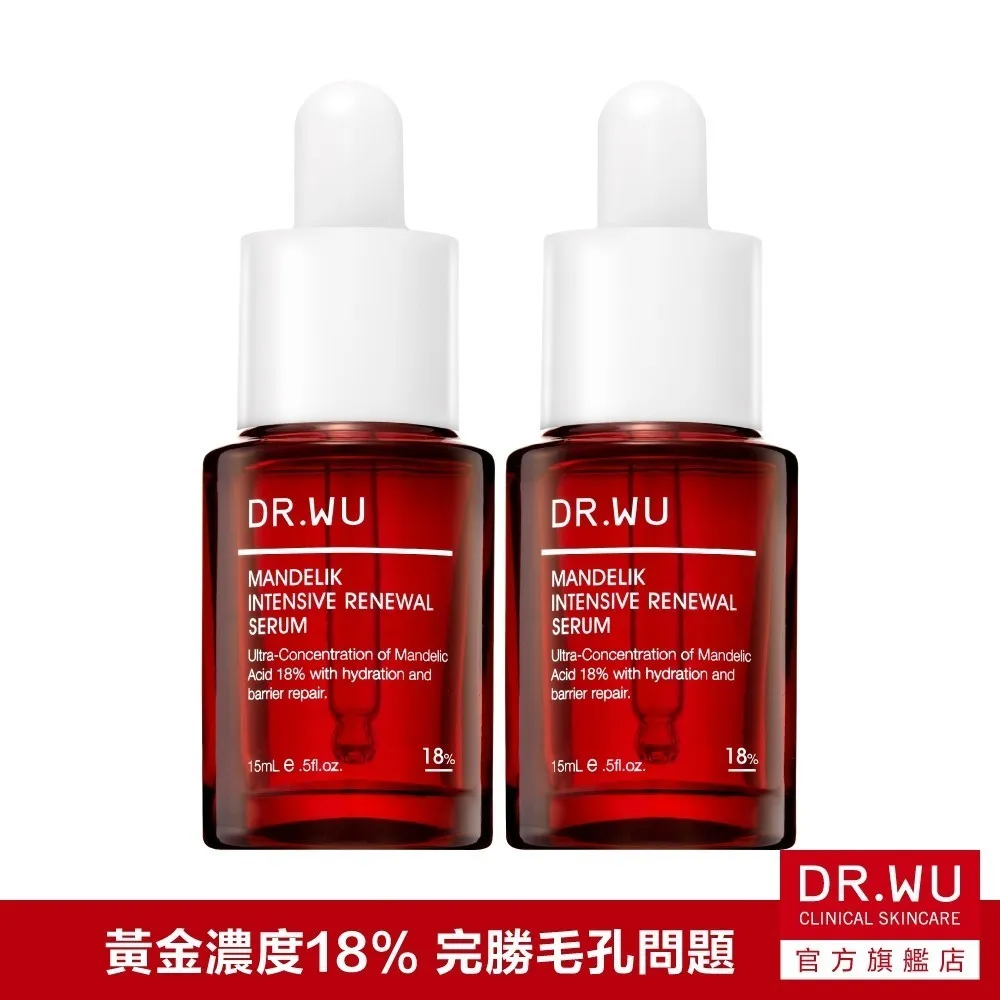 DR.WU
MANDELIK
INTENSIVE RENEWAL
SERUM
Ultra-Concentration of Mandelic
Acid 18% with hydration and
barrier repair.
15mL e .5fl.oz.
18%
DR.WU
MANDELIK
INTENSIVE RENEWAL
SERUM
Ultra-Concentration of Mandelic
Acid 18% with hydration and
barrier repair.
15mL e .5fl.oz.
18%
黃金濃度18% 完勝毛孔問題
DR.WU
CLINICAL SKINCARE
官方旗艦店